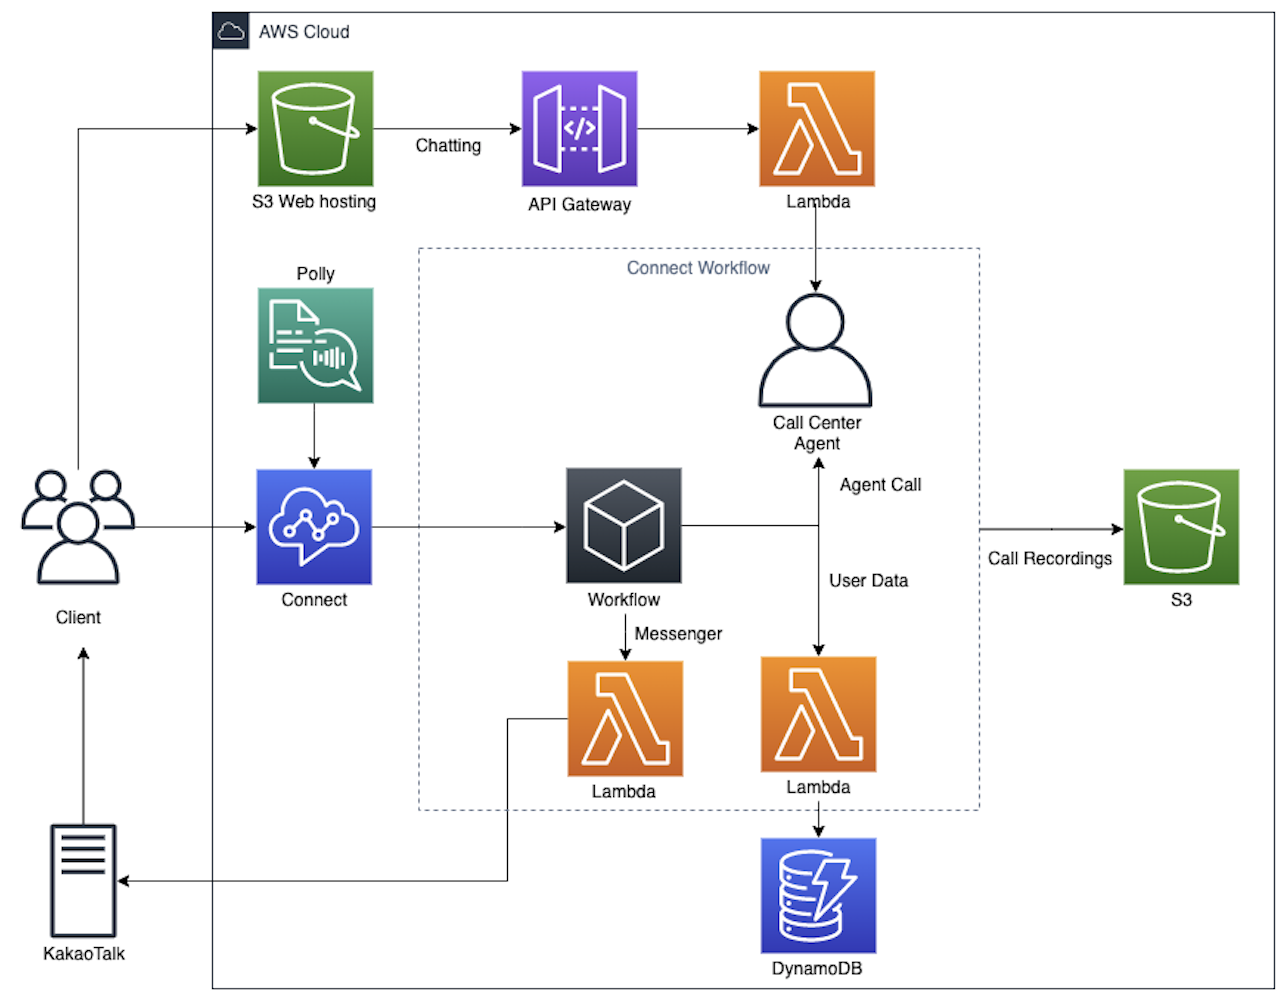 AWS Cloud
Chatting
S3 Web hosting
API Gateway
Lambda
Polly
Connect Workflow
Call Center
Agent
Agent Call
Call Recordings
User Data
Client
Connect
Workflow
S3
Messenger
Lambda
Lambda
KakaoTalk
DynamoDB